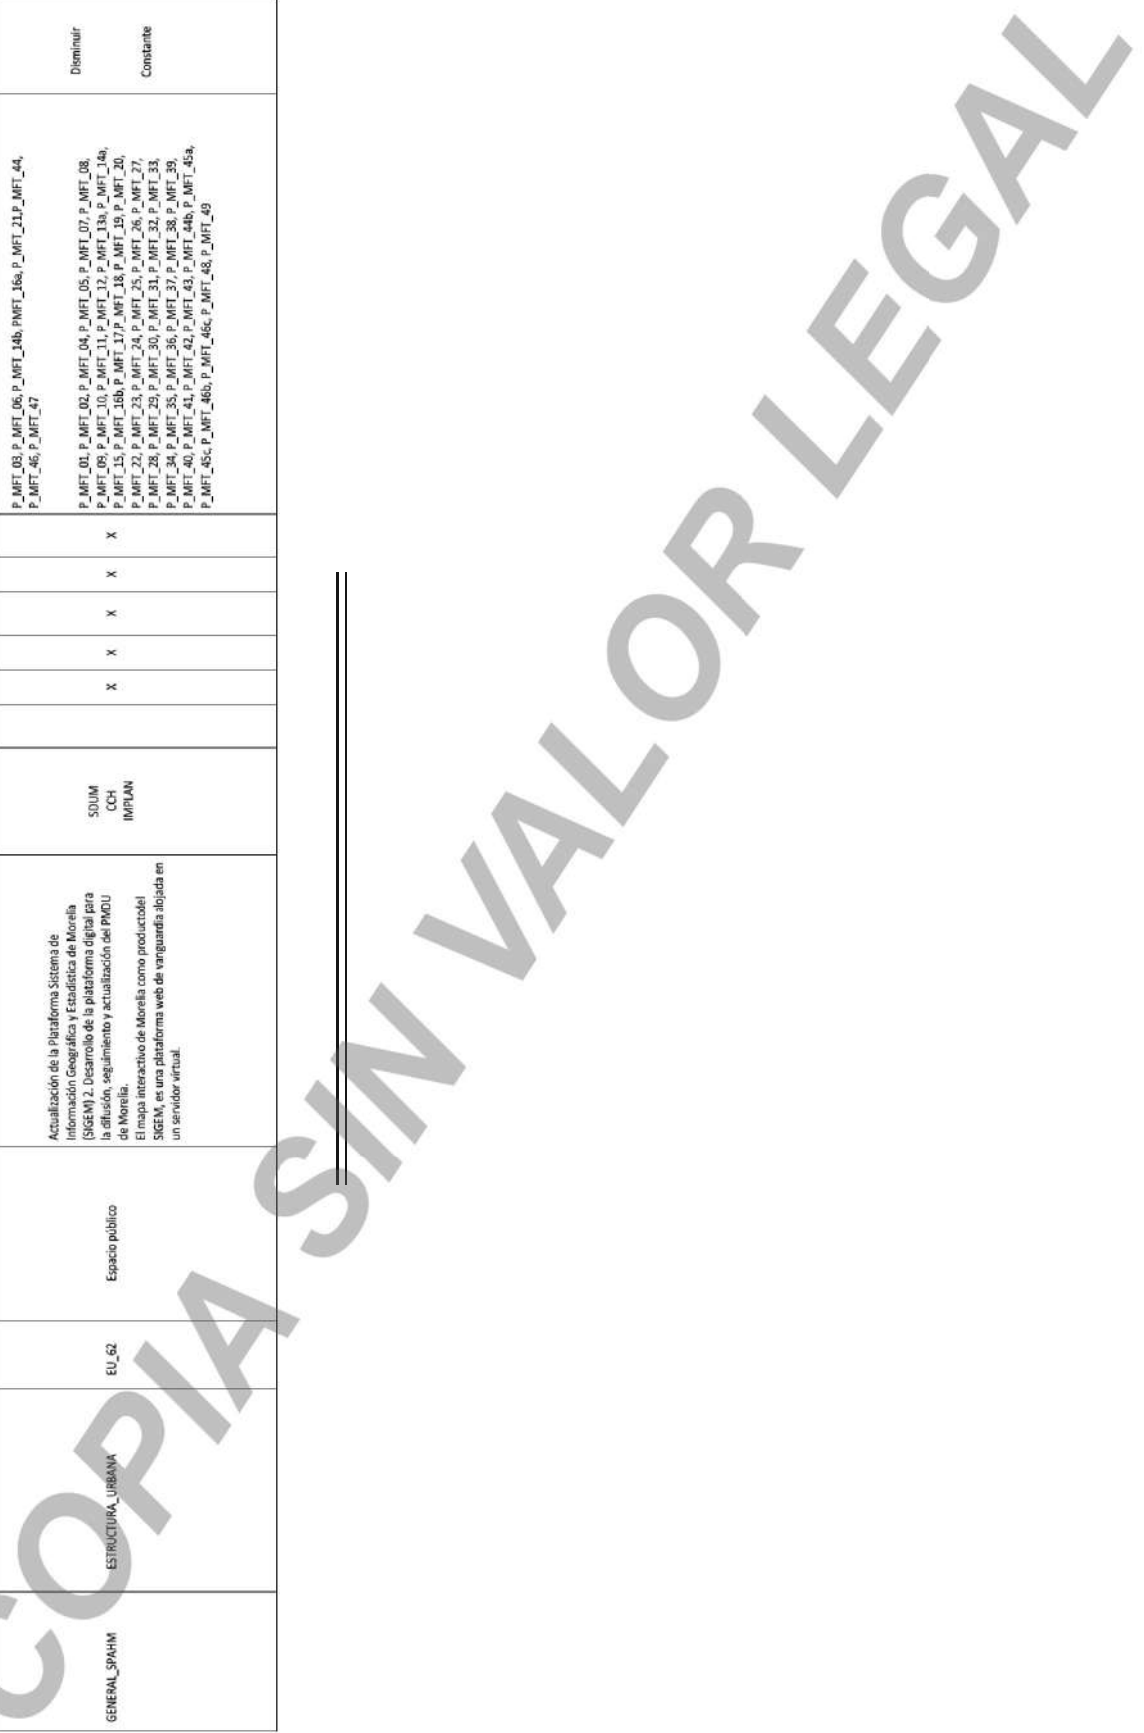 GENERAL_SPAHM
ESTRUCTURA_URBANA
EU_62
Espacio público
Actualización de la Plataforma Sistema de
Información Geográfica y Estadística de Morelia
(SIGEM) 2. Desarrollo de la plataforma digital para
la difusión, seguimiento y actualización del PMDU
de Morelia.
El mapa interactivo de Morelia como productodel
SIGEM, es una plataforma web de vanguardia alojada en
un servidor virtual.
SDUM
CCH
IMPLAN
X X X X X
P_MFT_03, P_MFT_06, P_MFT_14b, PMFT_16a, P_MFT_21,P_MFT_44,
P_MFT_46, P_MFT_47
P_MFT_01, P_MFT_02, P_MFT_04, P_MFT_05, P_MFT_07, P_MFT_08,
P_MFT_09, P_MFT_10, P_MFT_11, P_MFT_12, P_MFT_13a, P_MFT_14a,
P_MFT_15, P_MFT_16b, P_MFT_17,P_MFT_18, P_MFT_19, P_MFT_20,
P_MFT_22, P_MFT_23, P_MFT_24, P_MFT_25, P_MFT_26, P_MFT_27,
P_MFT_28, P_MFT_29, P_MFT_30, P_MFT_31, P_MFT_32, P_MFT_33,
P_MFT_34, P_MFT_35, P_MFT_36, P_MFT_37, P_MFT_38, P_MFT_39,
P_MFT_40, P_MFT_41, P_MFT_42, P_MFT_43, P_MFT_44b, P_MFT_45a,
P_MFT_45c, P_MFT_46b, P_MFT_46c, P_MFT_48, P_MFT_49
Disminuir
Constante
COPIA SIN VALOR LEGAL